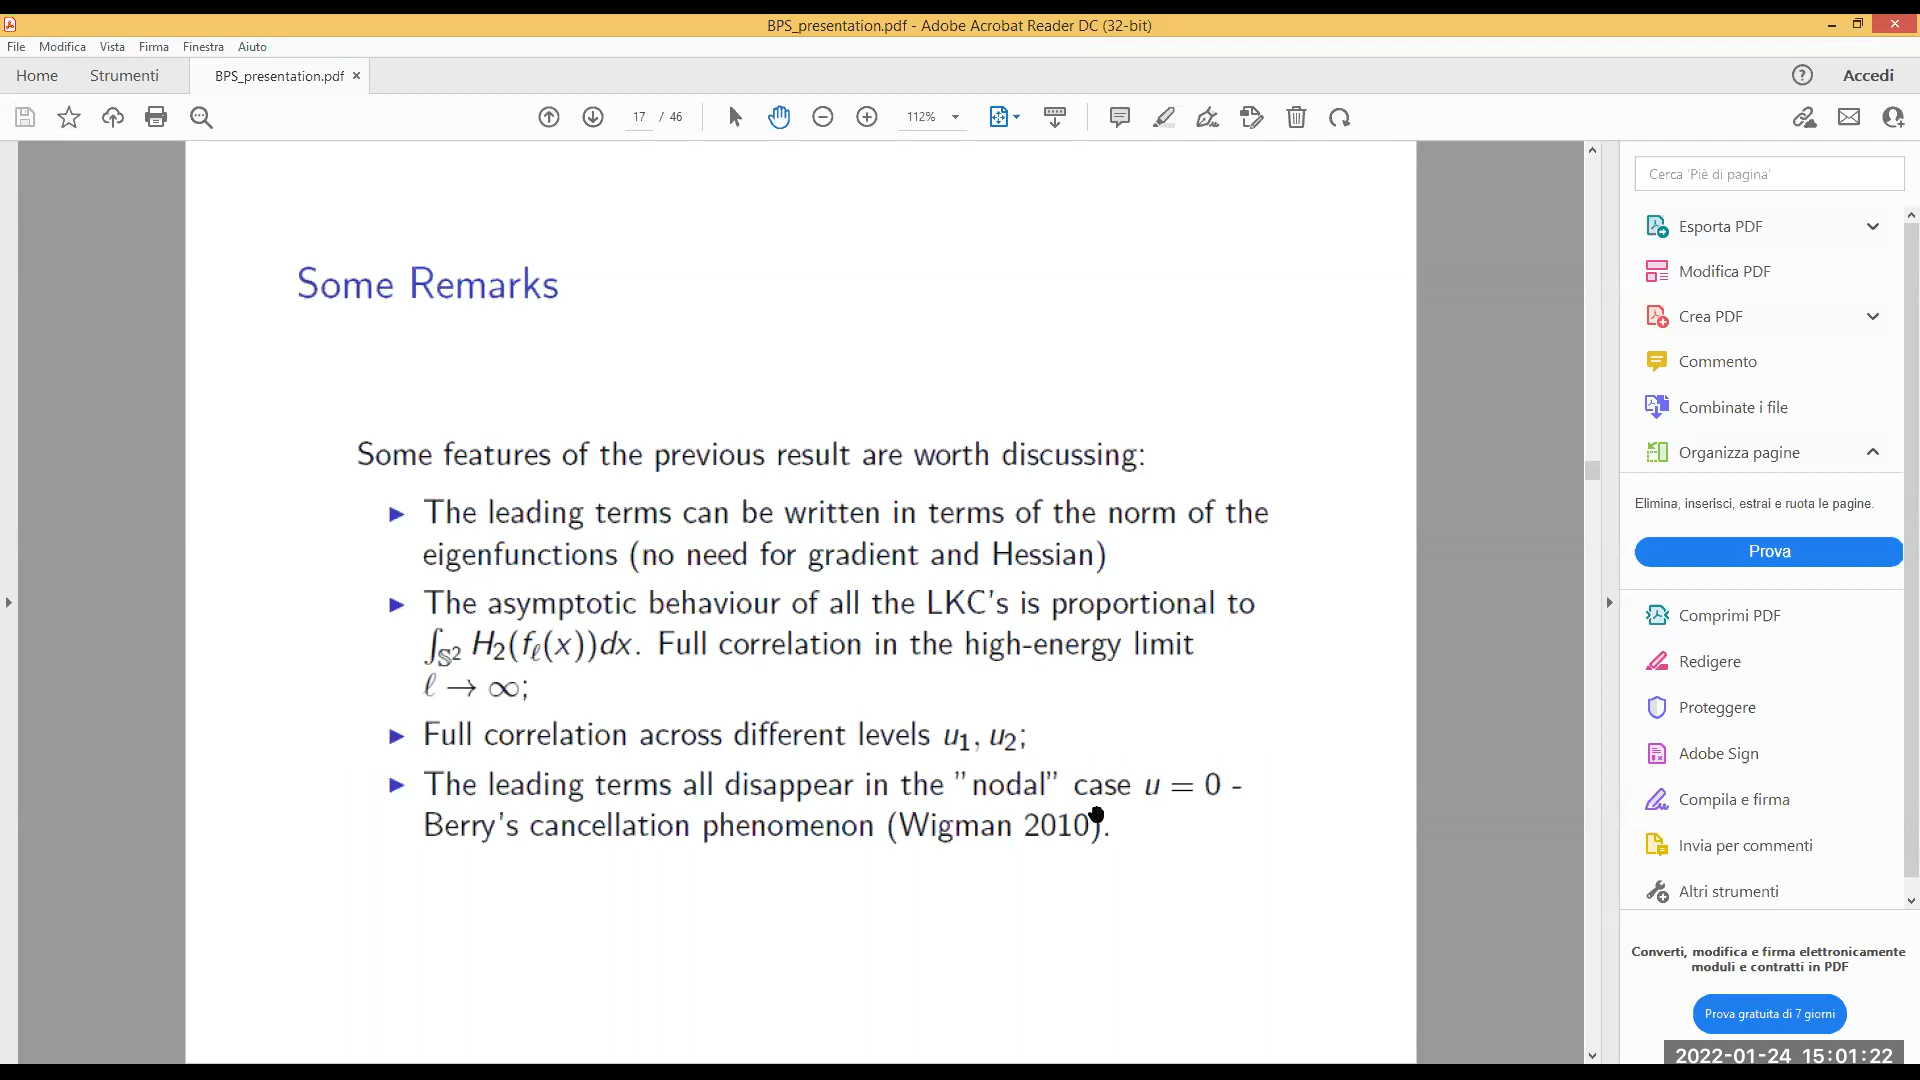 BPS_presentation.pdf - Adobe Acrobat Reader DC (32-bit)
File Modifica Vista Firma Finestra Aiuto
Home Strumenti BPS_presentation.pdf × Accedi
17 / 46 112%
Some Remarks
Some features of the previous result are worth discussing:
▶ The leading terms can be written in terms of the norm of the
eigenfunctions (no need for gradient and Hessian)
▶ The asymptotic behaviour of all the LKC's is proportional to
∫_{𝕊²} H₂(f_ℓ(x))dx. Full correlation in the high-energy limit
ℓ → ∞;
▶ Full correlation across different levels u₁, u₂;
▶ The leading terms all disappear in the ”nodal” case u = 0 -
Berry's cancellation phenomenon (Wigman 2010).
Cerca 'Piè di pagina'
Esporta PDF
Modifica PDF
Crea PDF
Commento
Combinate i file
Organizza pagine
Elimina, inserisci, estrai e ruota le pagine.
Prova
Comprimi PDF
Redigere
Proteggere
Adobe Sign
Compila e firma
Invia per commenti
Altri strumenti
Converti, modifica e firma elettronicamente
moduli e contratti in PDF
Prova gratuita di 7 giorni
2022-01-24 15:01:22